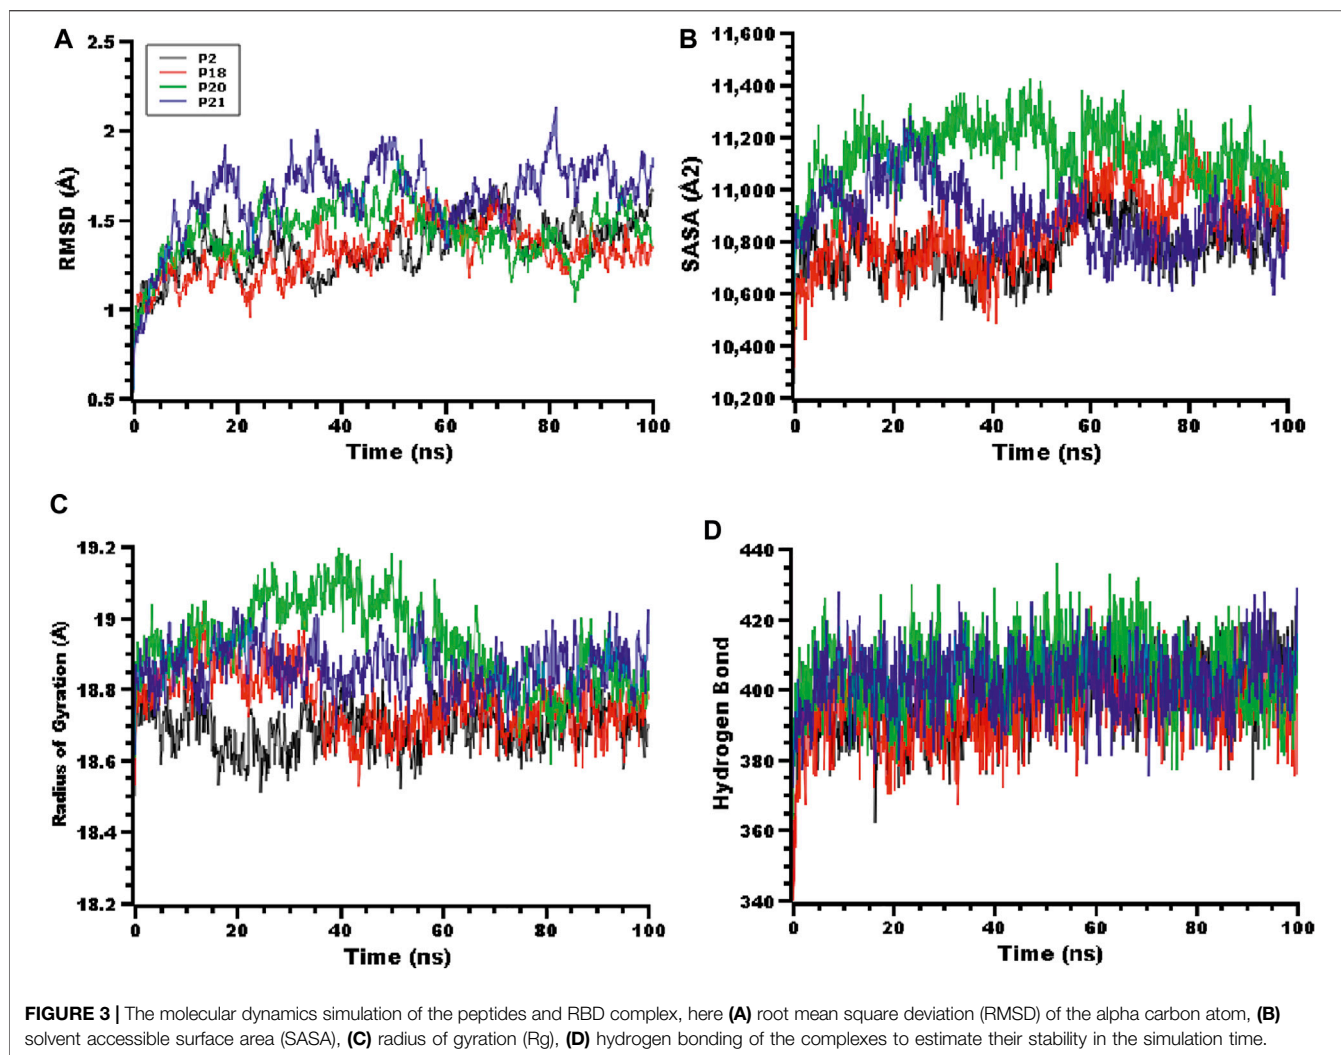 A
2.5
2
1.5
1
0.5
RMSD (Å)
P2
P18
P20
P21
0 20 40 60 80 100
Time (ns)
B
11,600
11,400
11,200
11,000
10,800
10,600
10,400
10,200
SASA (Å2)
0 20 40 60 80 100
Time (ns)
C
19.2
19
18.8
18.6
18.4
18.2
Radius of Gyration (Å)
0 20 40 60 80 100
Time (ns)
D
440
420
400
380
360
340
Hydrogen Bond
0 20 40 60 80 100
Time (ns)
FIGURE 3 | The molecular dynamics simulation of the peptides and RBD complex, here (A) root mean square deviation (RMSD) of the alpha carbon atom, (B)
solvent accessible surface area (SASA), (C) radius of gyration (Rg), (D) hydrogen bonding of the complexes to estimate their stability in the simulation time.